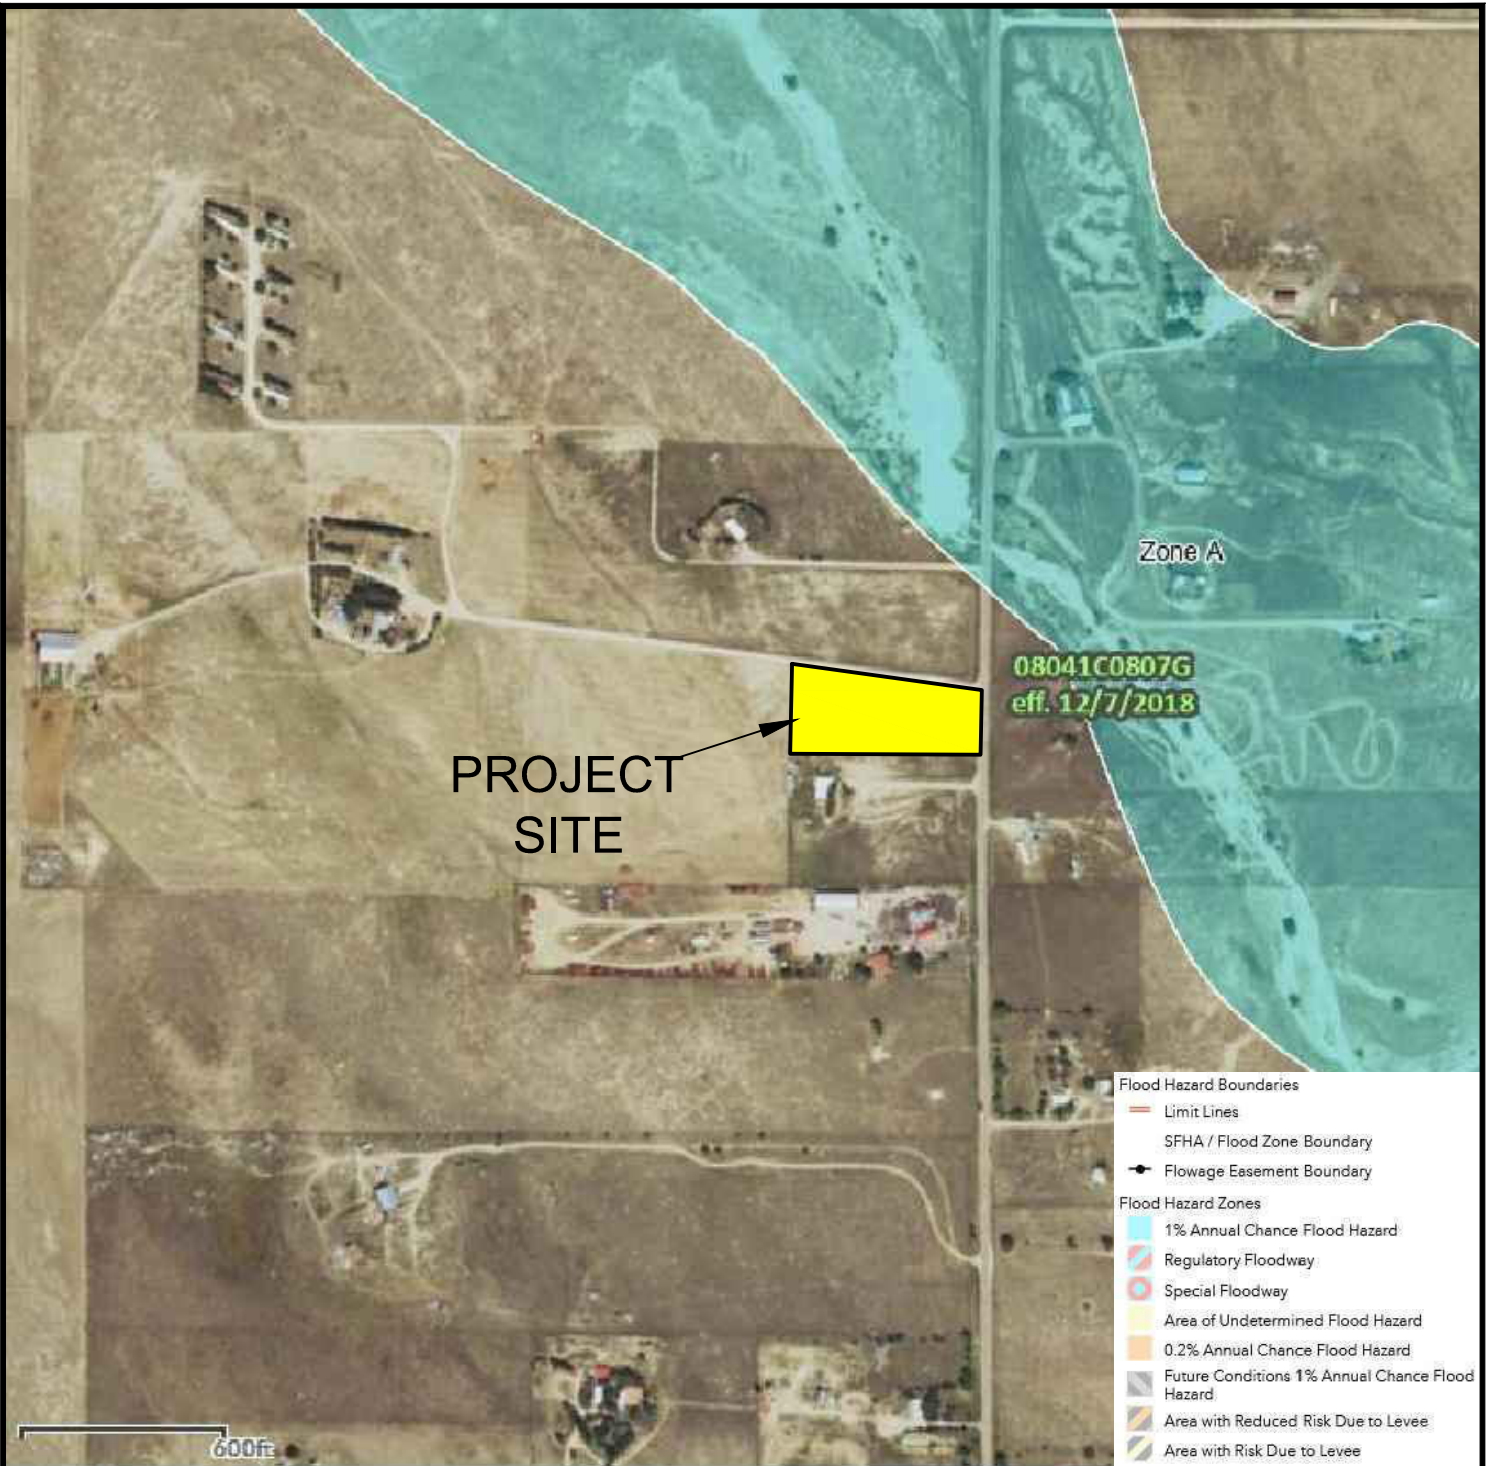 Zone A
08041C0807G
eff. 12/7/2018
PROJECT
SITE
Flood Hazard Boundaries
Limit Lines
SFHA / Flood Zone Boundary
Flowage Easement Boundary
Flood Hazard Zones
1% Annual Chance Flood Hazard
Regulatory Floodway
Special Floodway
Area of Undetermined Flood Hazard
0.2% Annual Chance Flood Hazard
Future Conditions 1% Annual Chance Flood
Hazard
Area with Reduced Risk Due to Levee
Area with Risk Due to Levee
600ft